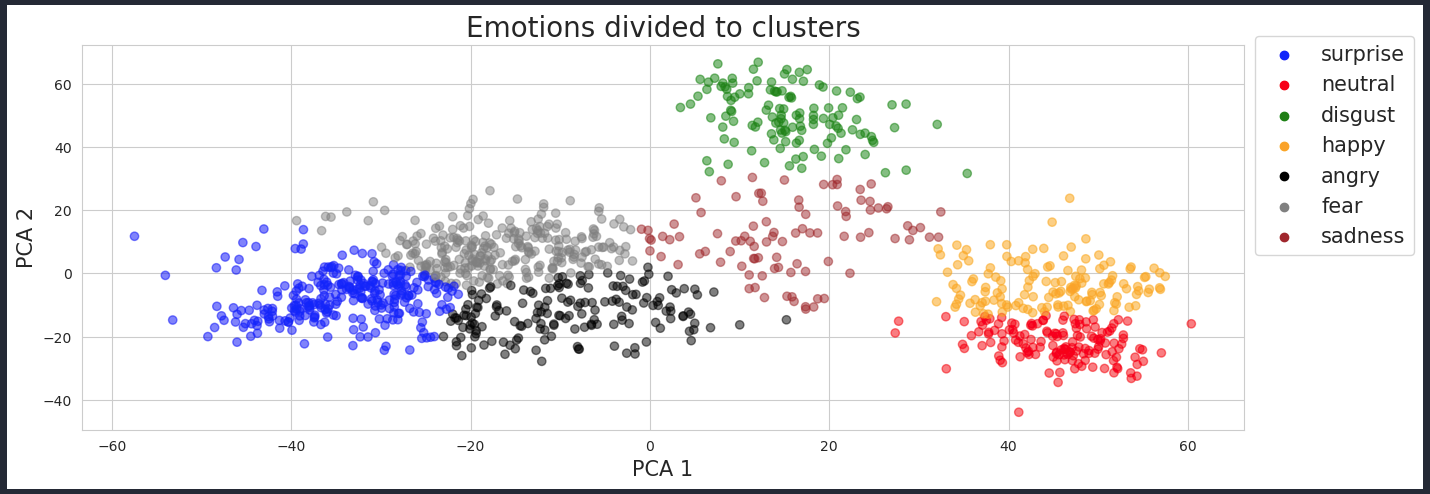 Emotions divided to clusters
surprise
neutral
disgust
happy
angry
fear
sadness
60
40
20
0
−20
−40
PCA 2
−60 −40 −20 0 20 40 60
PCA 1